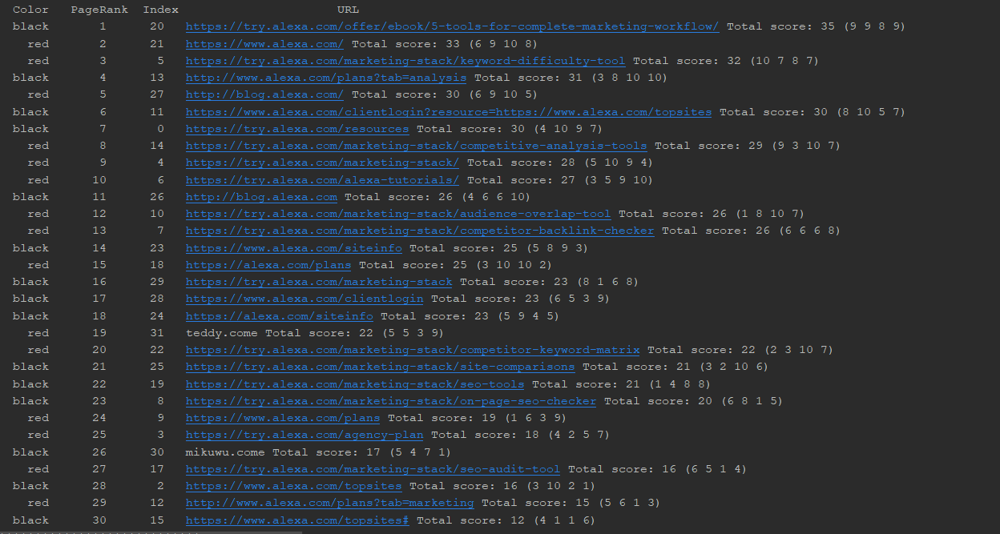 Color PageRank Index URL
black 1 20 https://try.alexa.com/offer/ebook/5-tools-for-complete-marketing-workflow/ Total score: 35 (9 9 8 9)
red 2 21 https://www.alexa.com/ Total score: 33 (6 9 10 8)
red 3 5 https://try.alexa.com/marketing-stack/keyword-difficulty-tool Total score: 32 (10 7 8 7)
black 4 13 http://www.alexa.com/plans?tab=analysis Total score: 31 (3 8 10 10)
red 5 27 http://blog.alexa.com/ Total score: 30 (6 9 10 5)
black 6 11 https://www.alexa.com/clientlogin?resource=https://www.alexa.com/topsites Total score: 30 (8 10 5 7)
black 7 0 https://try.alexa.com/resources Total score: 30 (4 10 9 7)
red 8 14 https://try.alexa.com/marketing-stack/competitive-analysis-tools Total score: 29 (9 3 10 7)
red 9 4 https://try.alexa.com/marketing-stack/ Total score: 28 (5 10 9 4)
red 10 6 https://try.alexa.com/alexa-tutorials/ Total score: 27 (3 5 9 10)
black 11 26 http://blog.alexa.com Total score: 26 (4 6 6 10)
red 12 10 https://try.alexa.com/marketing-stack/audience-overlap-tool Total score: 26 (1 8 10 7)
red 13 7 https://try.alexa.com/marketing-stack/competitor-backlink-checker Total score: 26 (6 6 6 8)
black 14 23 https://www.alexa.com/siteinfo Total score: 25 (5 8 9 3)
red 15 18 https://alexa.com/plans Total score: 25 (3 10 10 2)
black 16 29 https://try.alexa.com/marketing-stack Total score: 23 (8 1 6 8)
black 17 28 https://www.alexa.com/clientlogin Total score: 23 (6 5 3 9)
black 18 24 https://alexa.com/siteinfo Total score: 23 (5 9 4 5)
red 19 31 teddy.come Total score: 22 (5 5 3 9)
red 20 22 https://try.alexa.com/marketing-stack/competitor-keyword-matrix Total score: 22 (2 3 10 7)
black 21 25 https://try.alexa.com/marketing-stack/site-comparisons Total score: 21 (3 2 10 6)
black 22 19 https://try.alexa.com/marketing-stack/seo-tools Total score: 21 (1 4 8 8)
black 23 8 https://try.alexa.com/marketing-stack/on-page-seo-checker Total score: 20 (6 8 1 5)
red 24 9 https://www.alexa.com/plans Total score: 19 (1 6 3 9)
red 25 3 https://try.alexa.com/agency-plan Total score: 18 (4 2 5 7)
black 26 30 mikuwu.come Total score: 17 (5 4 7 1)
red 27 17 https://try.alexa.com/marketing-stack/seo-audit-tool Total score: 16 (6 5 1 4)
black 28 2 https://www.alexa.com/topsites Total score: 16 (3 10 2 1)
red 29 12 http://www.alexa.com/plans?tab=marketing Total score: 15 (5 6 1 3)
black 30 15 https://www.alexa.com/topsites# Total score: 12 (4 1 1 6)